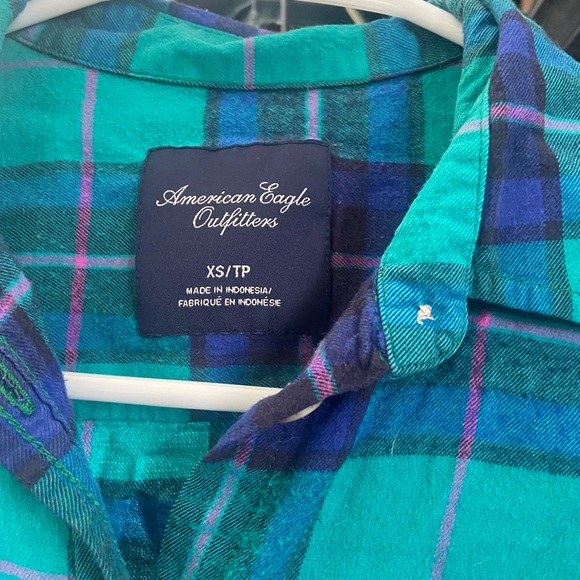 American Eagle
Outfitters
XS/TP
MADE IN INDONESIA/
FABRIQUÉ EN INDONÉSIE